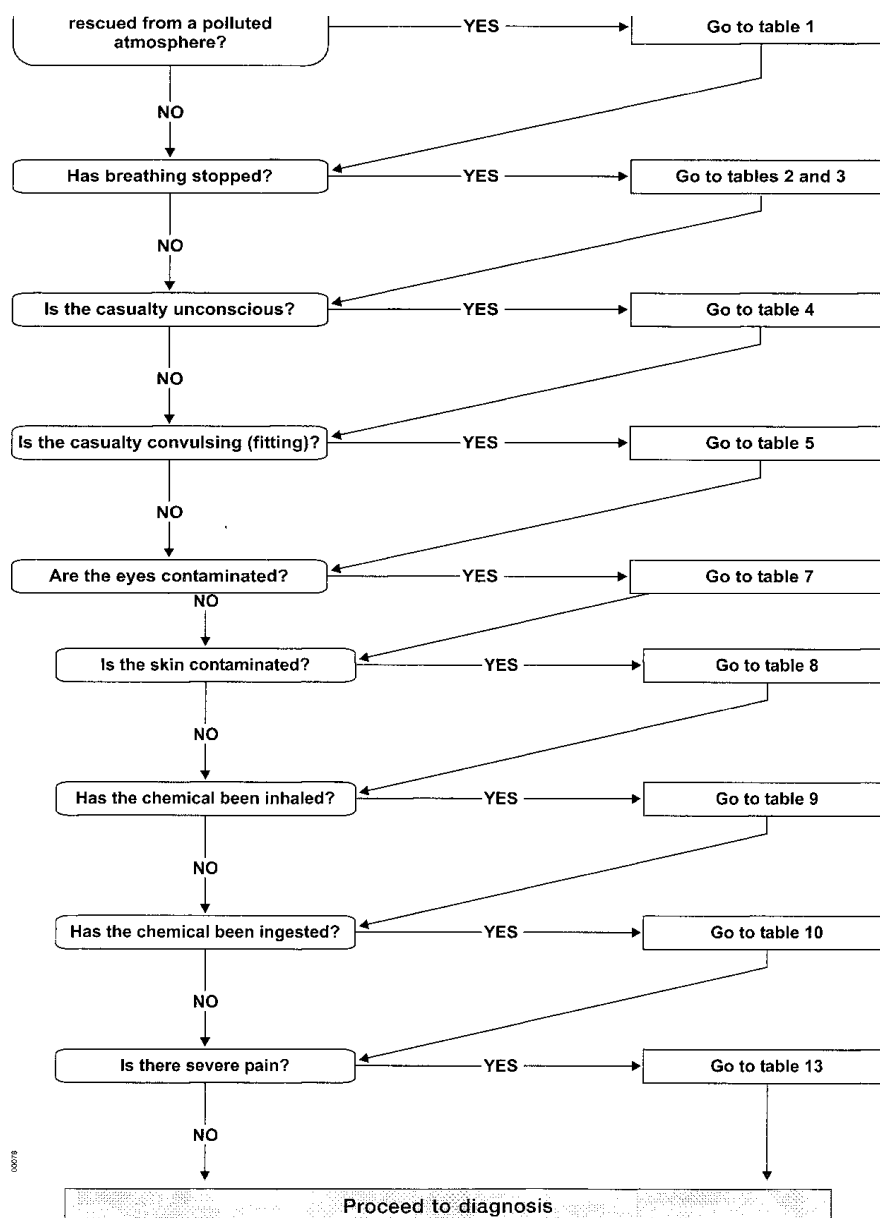 rescued from a polluted
atmosphere?
YES
Go to table 1
NO
Has breathing stopped?
YES
Go to tables 2 and 3
NO
Is the casualty unconscious?
YES
Go to table 4
NO
Is the casualty convulsing (fitting)?
YES
Go to table 5
NO
Are the eyes contaminated?
YES
Go to table 7
NO
Is the skin contaminated?
YES
Go to table 8
NO
Has the chemical been inhaled?
YES
Go to table 9
NO
Has the chemical been ingested?
YES
Go to table 10
NO
Is there severe pain?
YES
Go to table 13
NO
Proceed to diagnosis